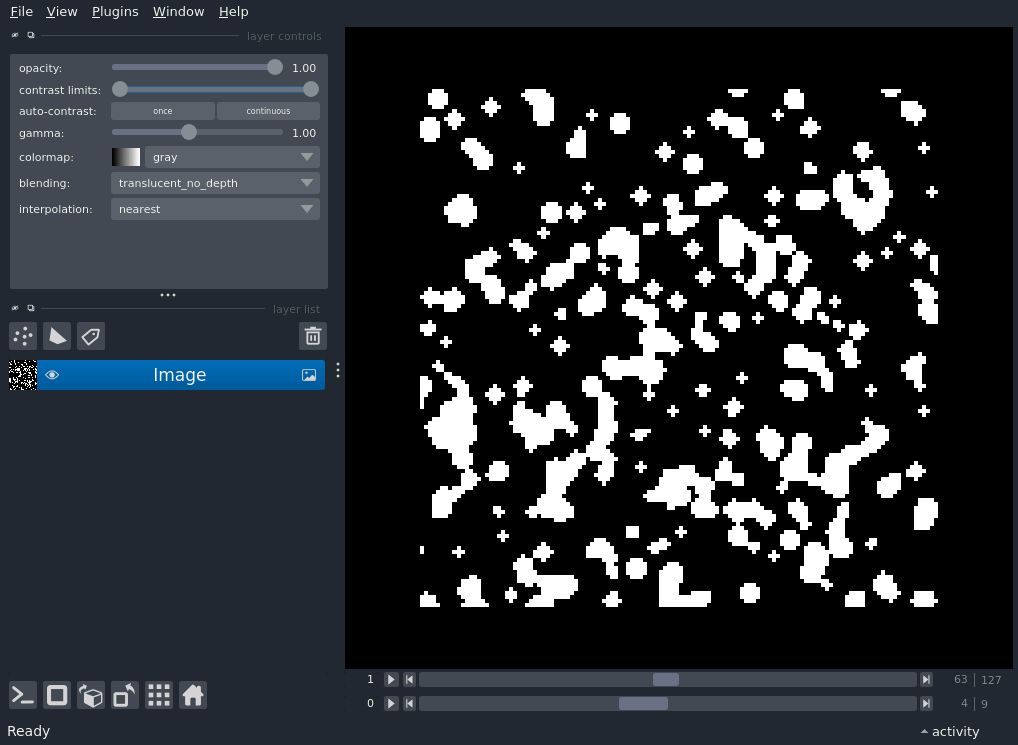 File View Plugins Window Help
layer controls
opacity: 1.00
contrast limits:
auto-contrast: once continuous
gamma: 1.00
colormap: gray
blending: translucent_no_depth
interpolation: nearest
layer list
Image
1 63 127
0 4 9
Ready activity